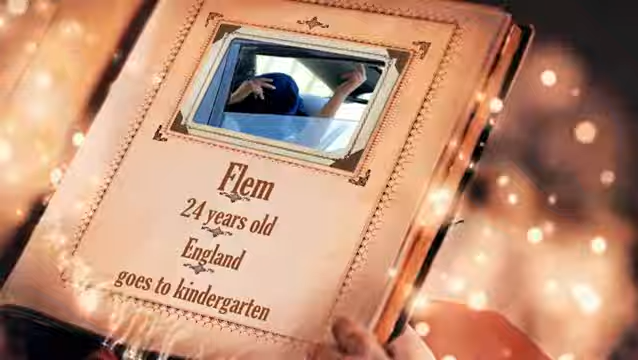 Flem
24 years old
England
goes to kindergarten